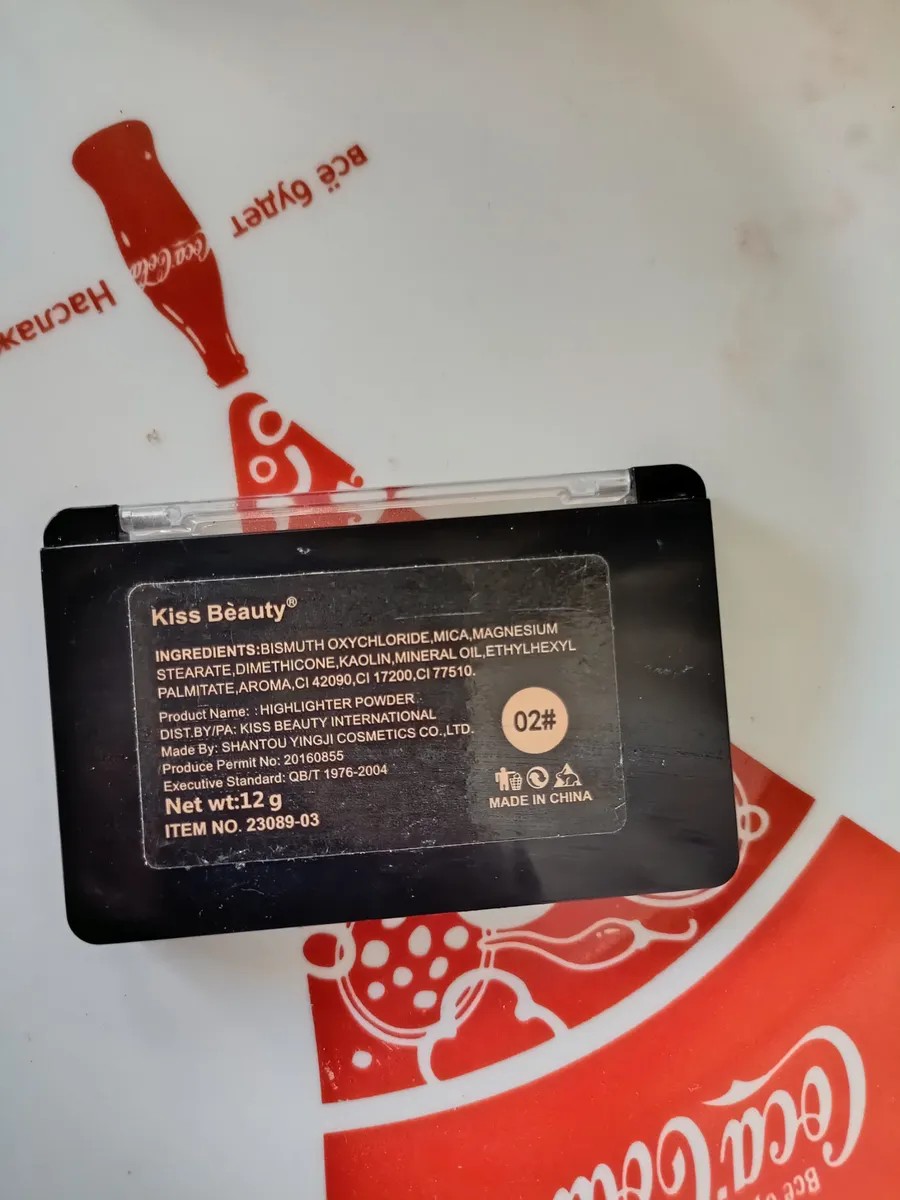 всё будет
Coca-Cola
Kiss Bèauty®
INGREDIENTS:BISMUTH OXYCHLORIDE,MICA,MAGNESIUM
STEARATE,DIMETHICONE,KAOLIN,MINERAL OIL,ETHYLHEXYL
PALMITATE,AROMA,CI 42090,CI 17200,CI 77510.
Product Name: : HIGHLIGHTER POWDER
DIST.BY/PA: KISS BEAUTY INTERNATIONAL
Made By: SHANTOU YINGJI COSMETICS CO.,LTD.
Produce Permit No: 20160855
Executive Standard: QB/T 1976-2004
Net wt:12 g
ITEM NO. 23089-03
02#
MADE IN CHINA
Coca-Cola